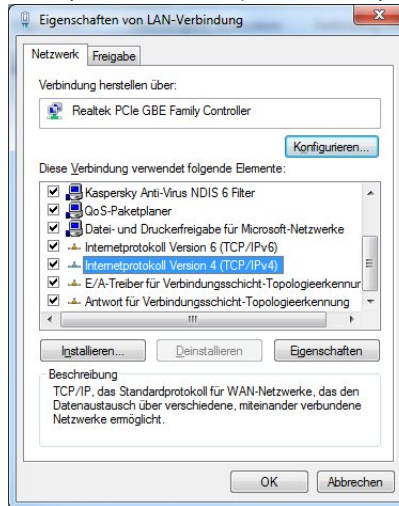 Eigenschaften von LAN-Verbindung
Netzwerk Freigabe
Verbindung herstellen über:
Realtek PCIe GBE Family Controller
Konfigurieren...
Diese Verbindung verwendet folgende Elemente:
Kaspersky Anti-Virus NDIS 6 Filter
QoS-Paketplaner
Datei- und Druckerfreigabe für Microsoft-Netzwerke
Internetprotokoll Version 6 (TCP/IPv6)
Internetprotokoll Version 4 (TCP/IPv4)
E/A-Treiber für Verbindungsschicht-Topologieerkennur
Antwort für Verbindungsschicht-Topologieerkennung
Installieren... Deinstallieren Eigenschaften
Beschreibung
TCP/IP, das Standardprotokoll für WAN-Netzwerke, das den
Datenaustausch über verschiedene, miteinander verbundene
Netzwerke ermöglicht.
OK Abbrechen